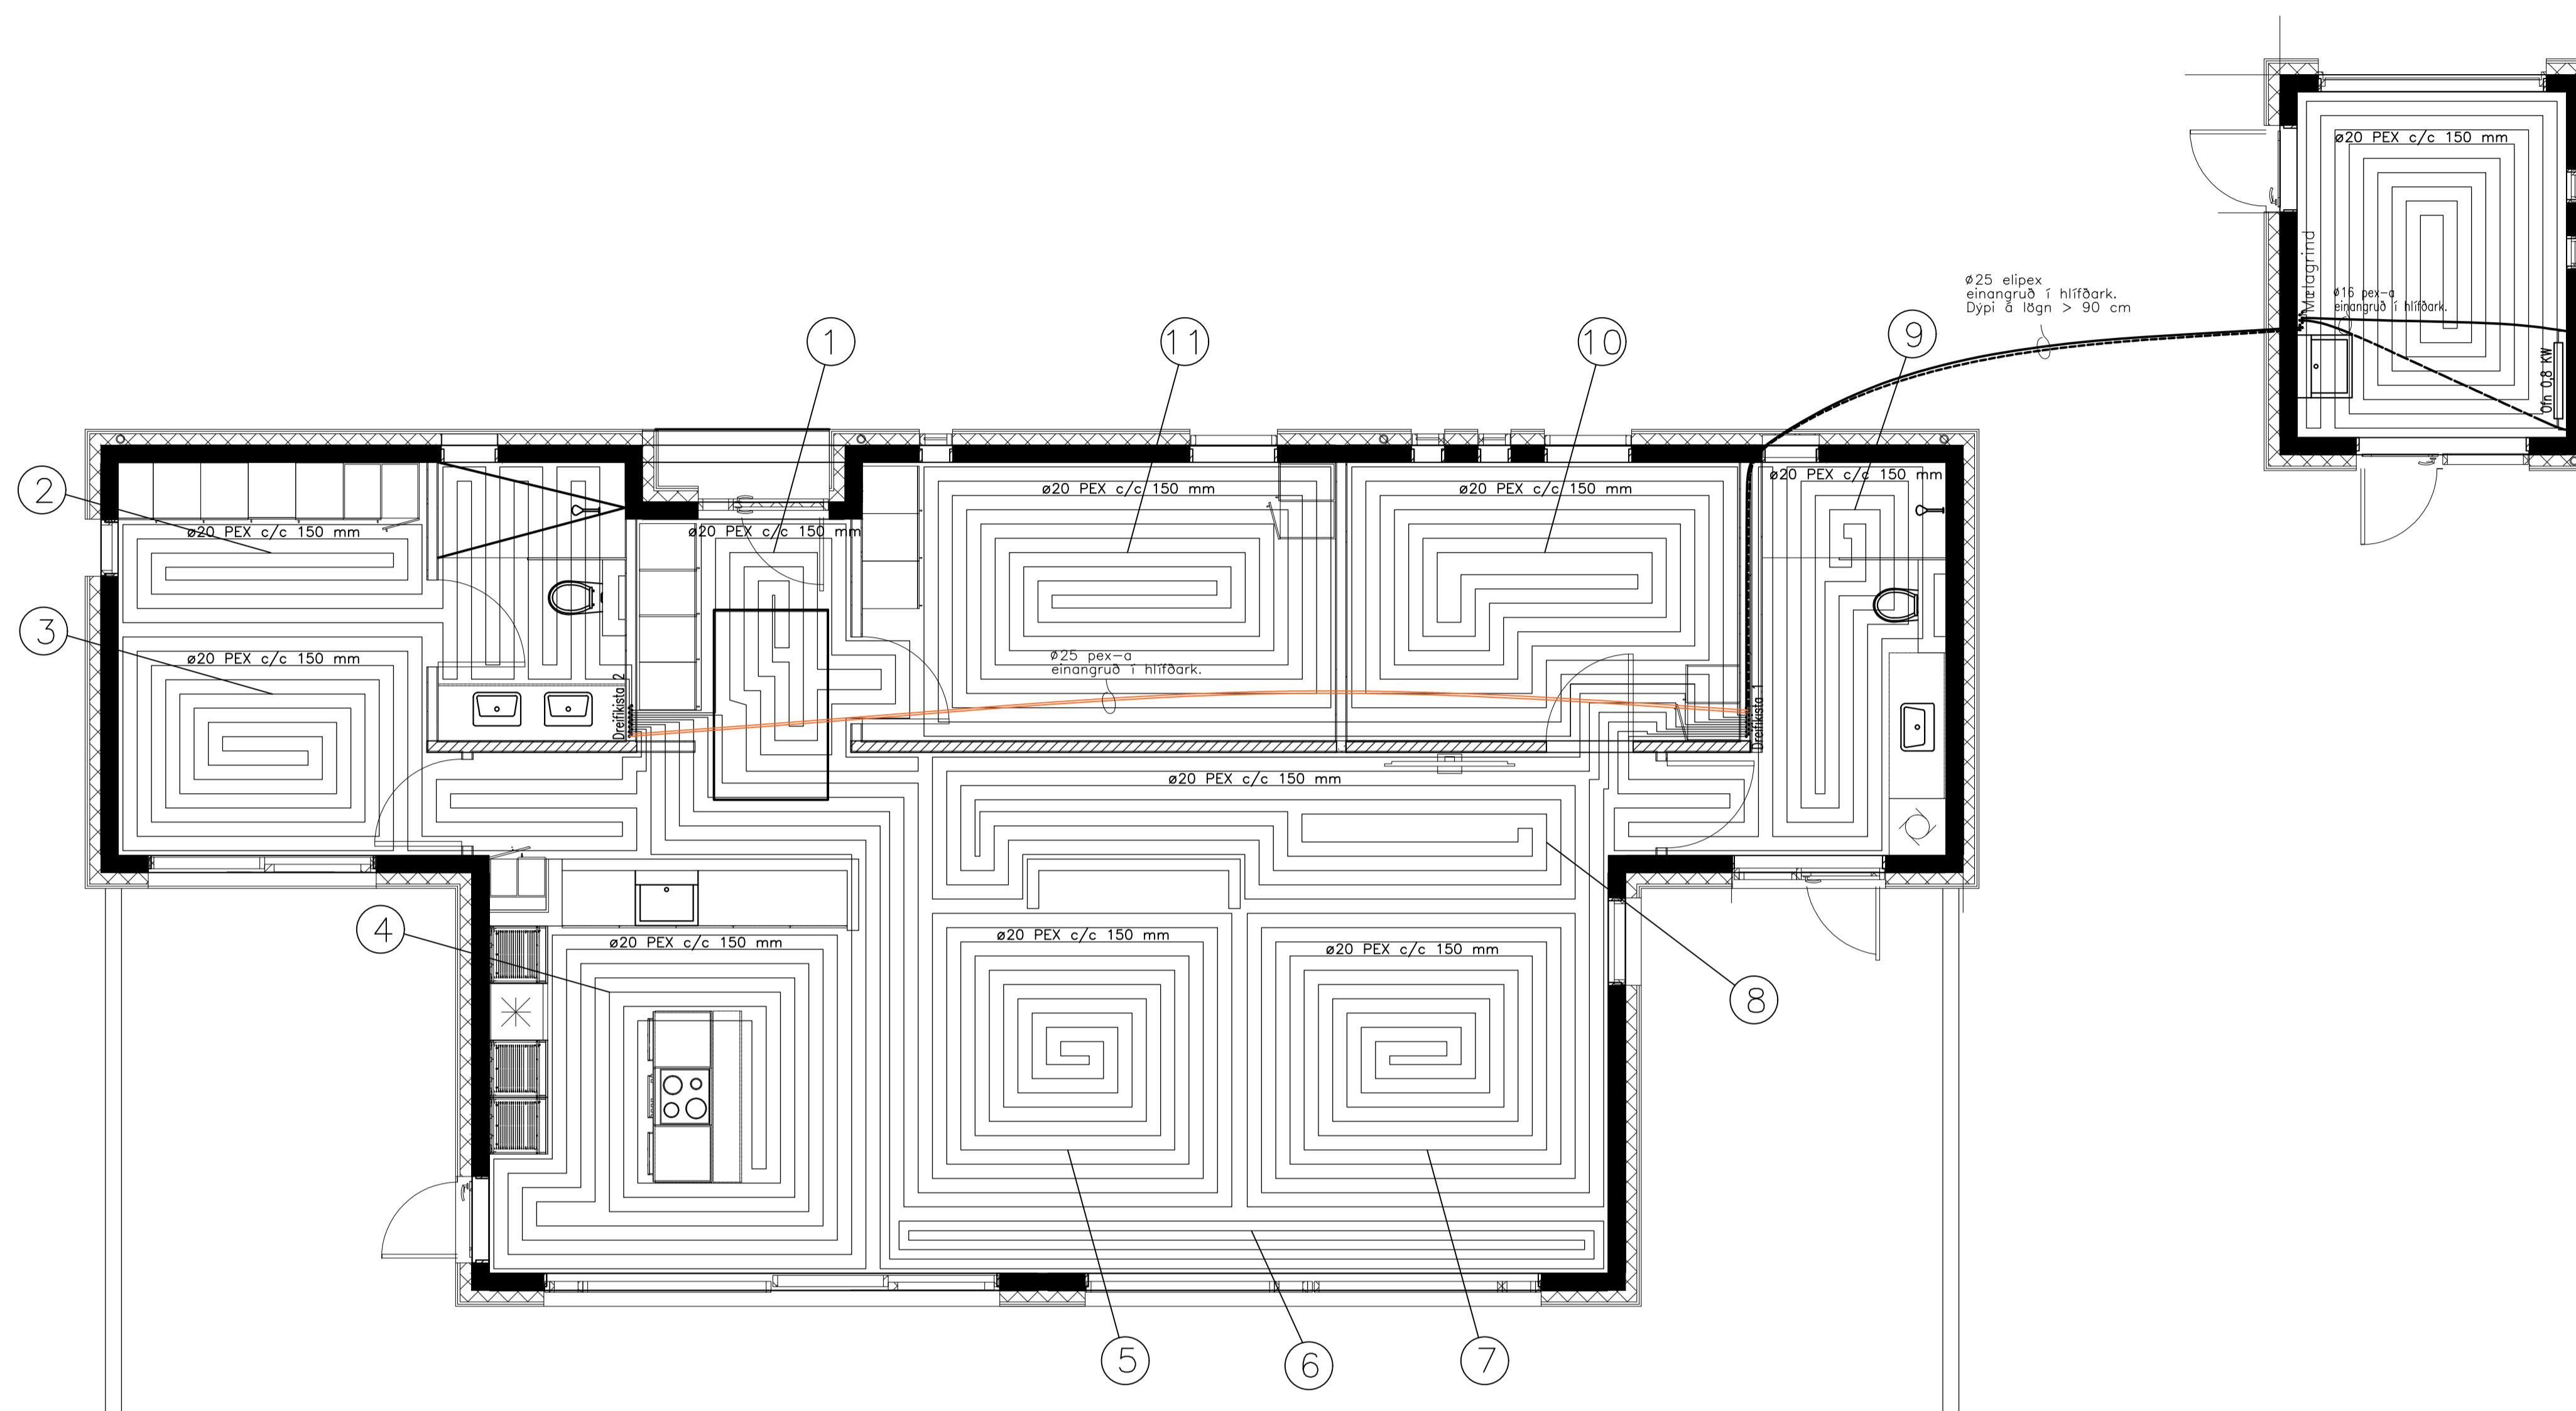 ø20 PEX c/c 150 mm
Mælagrind
ø25 elipex
einangruð í hlífðark.
Dýpi á lögn > 90 cm
ø16 pex-a
einangruð í hlífðark.
Ofn 0,8 KW
1
11
10
9
2
ø20 PEX c/c 150 mm
ø20 PEX c/c 150 mm
ø20 PEX c/c 150 mm
ø20 PEX c/c 150 mm
ø20 PEX c/c 150 mm
3
ø20 PEX c/c 150 mm
ø25 pex-a
einangruð í hlífðark.
Dreifikista 2
Dreifikista 1
ø20 PEX c/c 150 mm
4
ø20 PEX c/c 150 mm
ø20 PEX c/c 150 mm
ø20 PEX c/c 150 mm
8
5
6
7